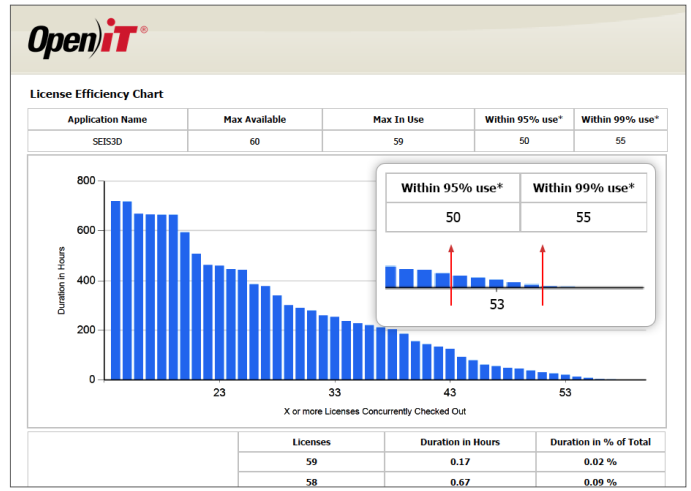 Open iT®
License Efficiency Chart
Application Name Max Available Max In Use Within 95% use* Within 99% use*
SEIS3D 60 59 50 55
800
600
400
200
0
Duration in Hours
23 33 43 53
X or more Licenses Concurrently Checked Out
Within 95% use* Within 99% use*
50 55
53
Licenses Duration in Hours Duration in % of Total
59 0.17 0.02 %
58 0.67 0.09 %